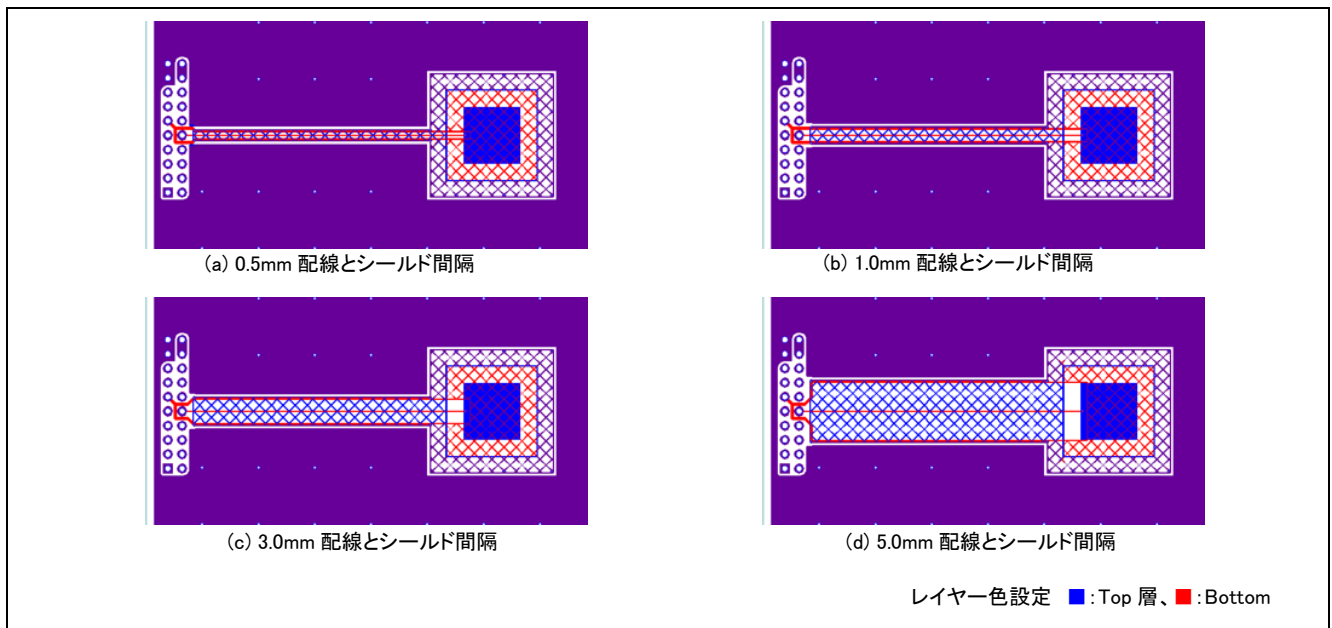 (a) 0.5mm 配線とシールド間隔
(b) 1.0mm 配線とシールド間隔
(c) 3.0mm 配線とシールド間隔
(d) 5.0mm 配線とシールド間隔
レイヤー色設定 ■:Top 層、■:Bottom